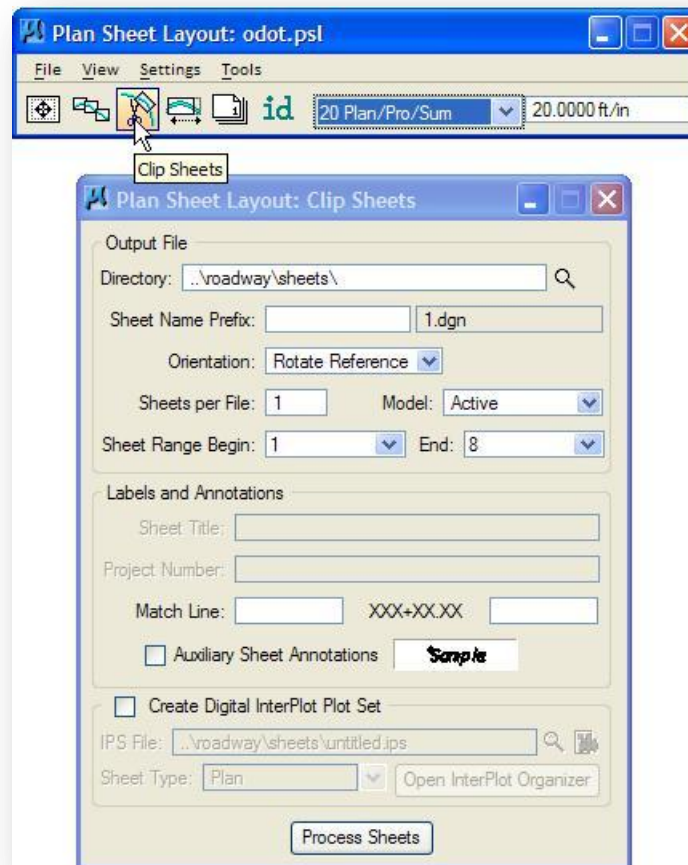 Plan Sheet Layout: odot.psl
File View Settings Tools
id 20 Plan/Pro/Sum 20.0000 ft/in
Clip Sheets
Plan Sheet Layout: Clip Sheets
Output File
Directory: ..\roadway\sheets\
Sheet Name Prefix: 1.dgn
Orientation: Rotate Reference
Sheets per File: 1 Model: Active
Sheet Range Begin: 1 End: 8
Labels and Annotations
Sheet Title:
Project Number:
Match Line: XXX+XX.XX
Auxiliary Sheet Annotations Sample
Create Digital InterPlot Plot Set
IPS File: ..\roadway\sheets\untitled.ips
Sheet Type: Plan Open InterPlot Organizer
Process Sheets